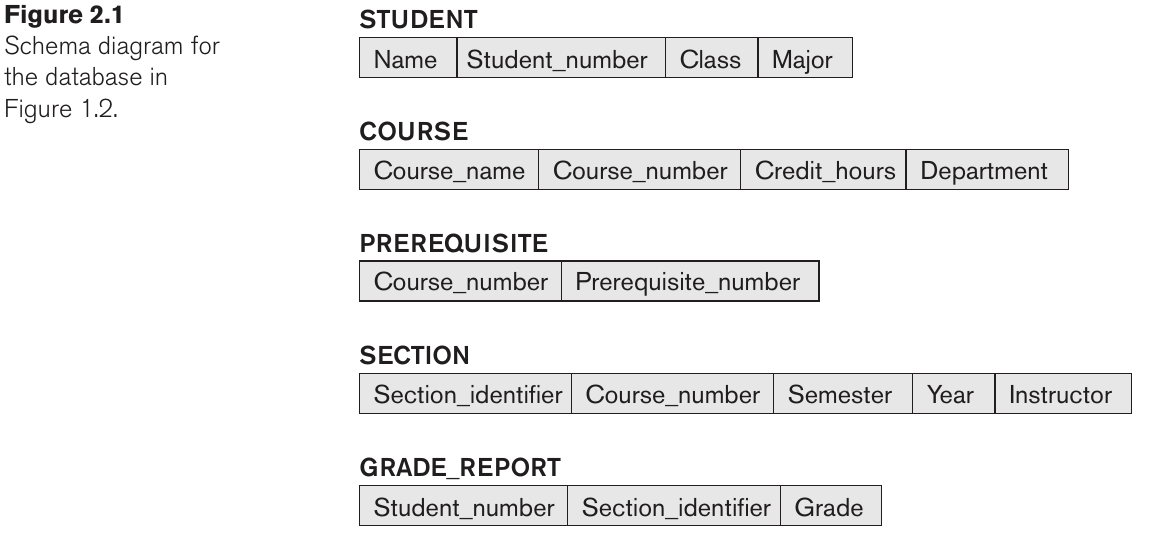 Figure 2.1
Schema diagram for
the database in
Figure 1.2.
STUDENT
Name Student_number Class Major
COURSE
Course_name Course_number Credit_hours Department
PREREQUISITE
Course_number Prerequisite_number
SECTION
Section_identifier Course_number Semester Year Instructor
GRADE_REPORT
Student_number Section_identifier Grade